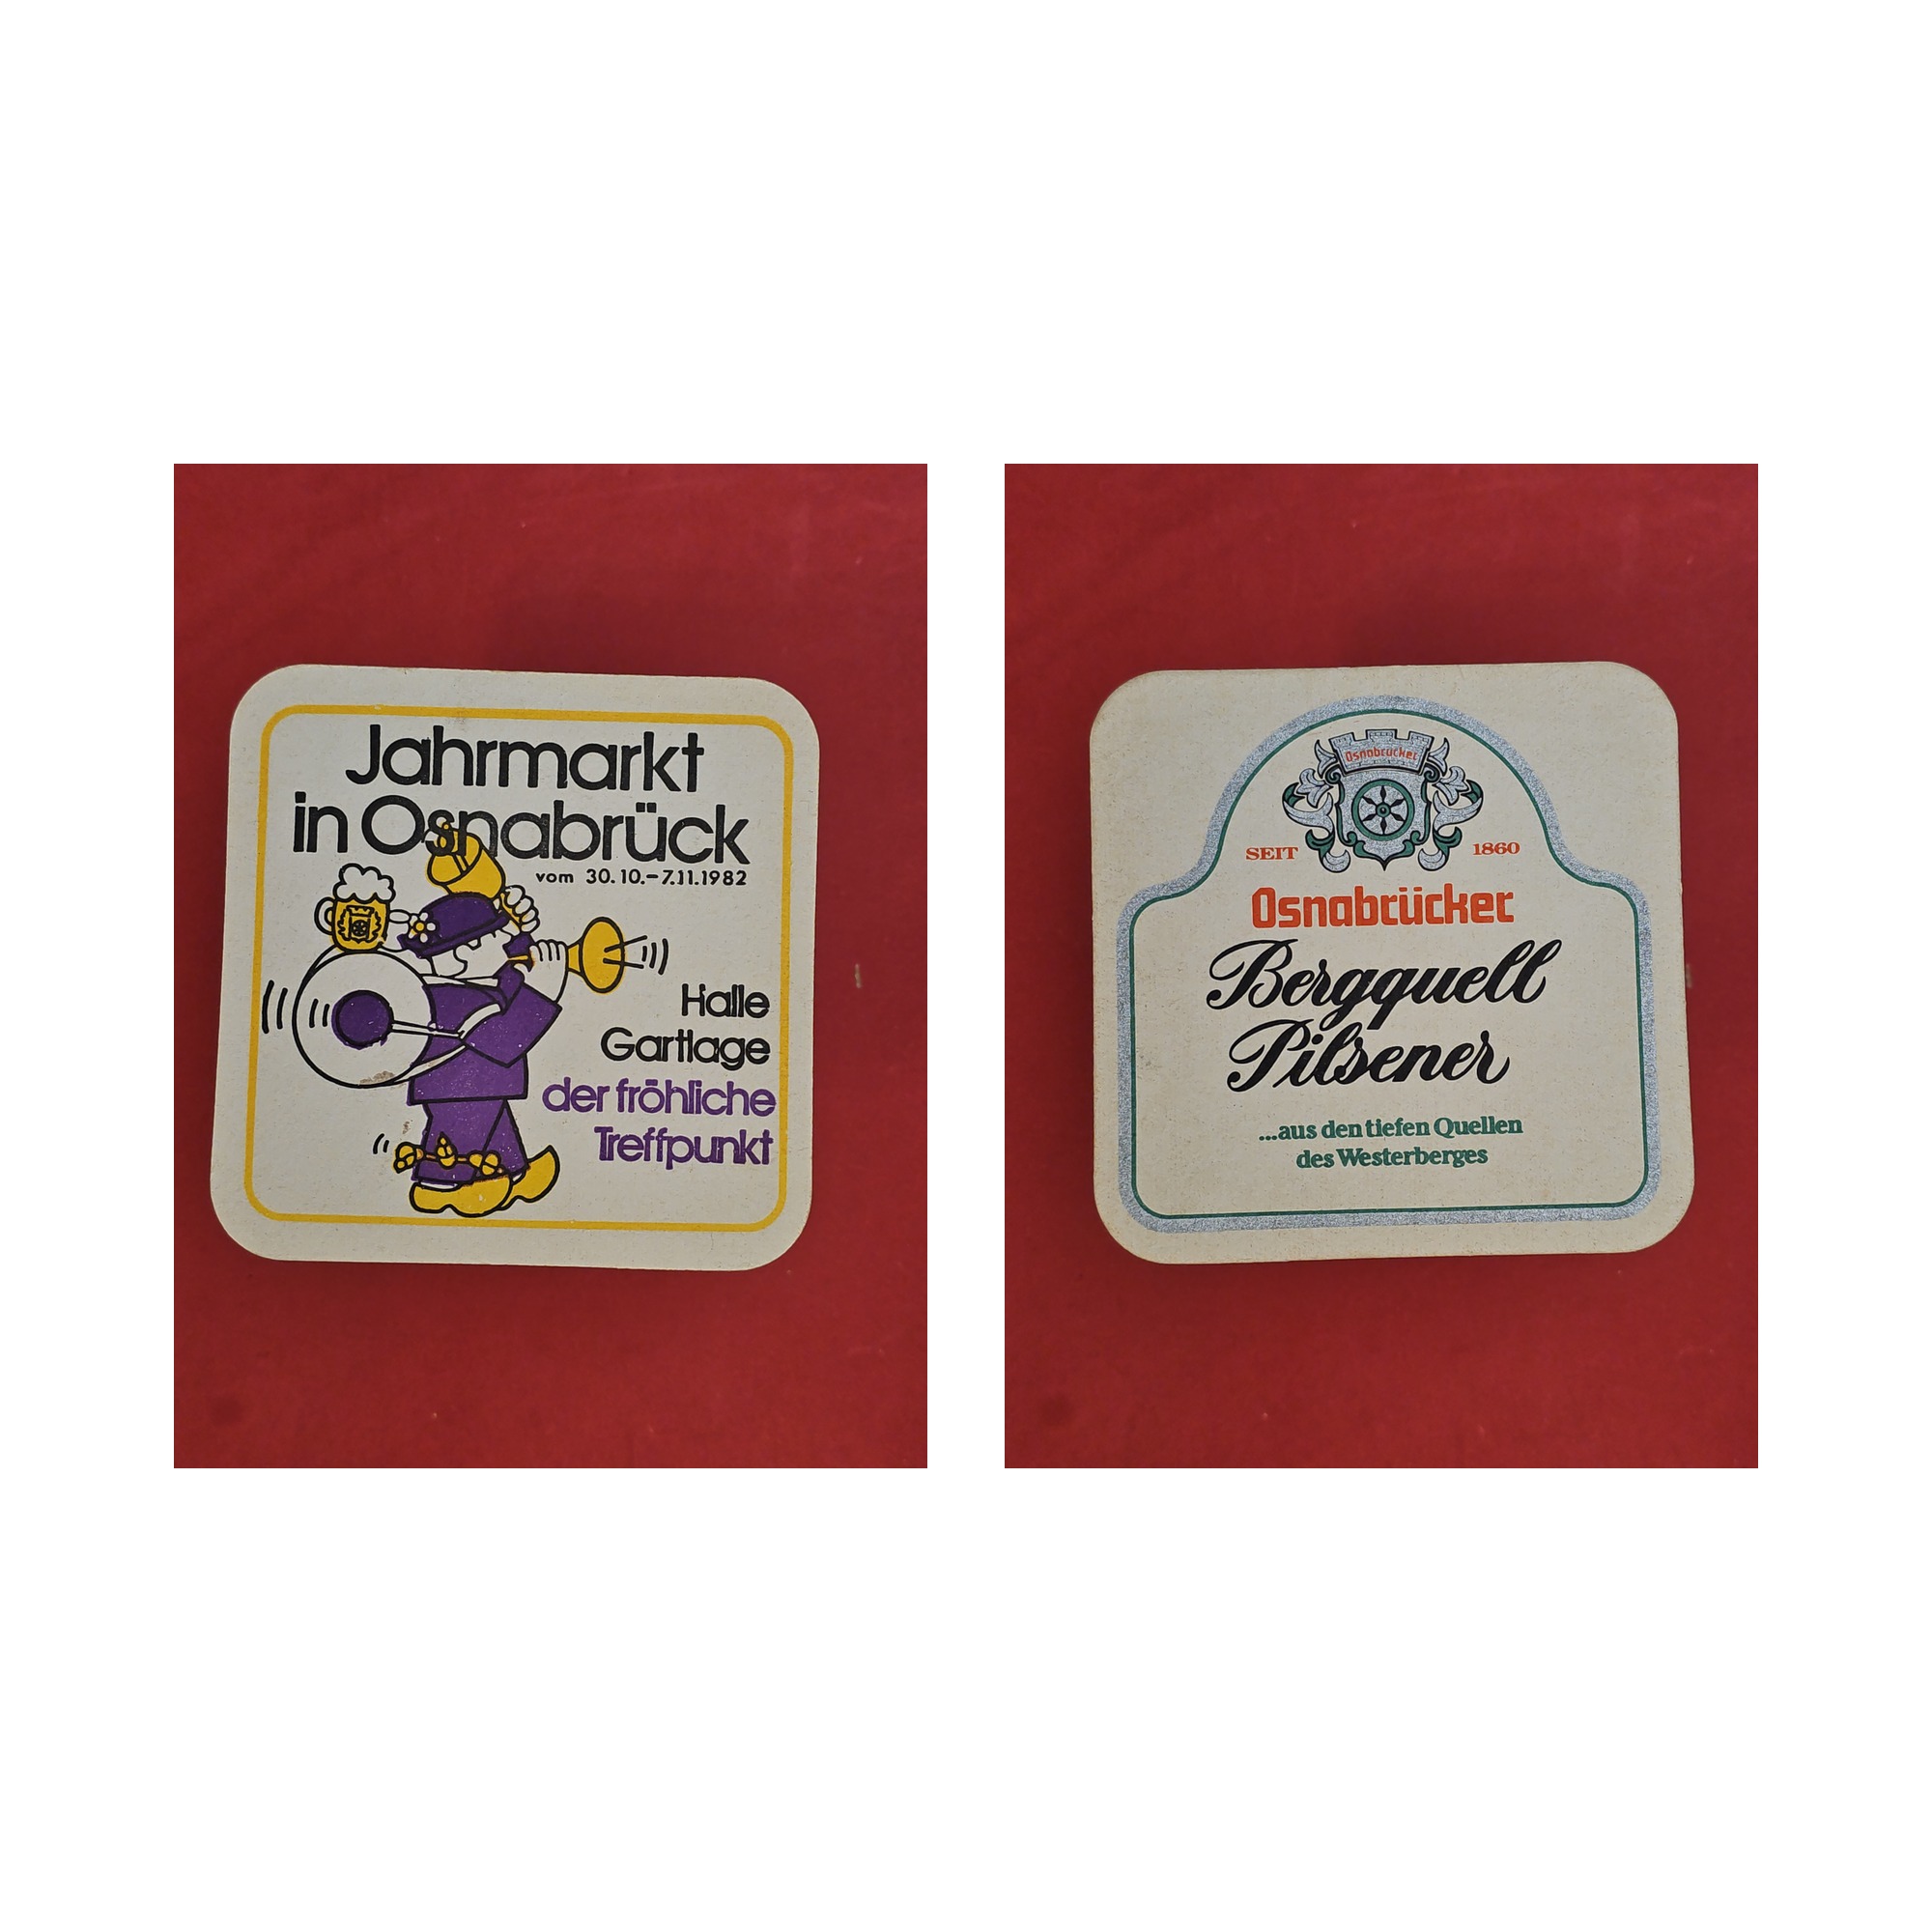 Jahrmarkt
in Osnabrück
vom 30.10.-7.11.1982
Halle
Gartlage
der fröhliche
Treffpunkt
Osnabrücker
SEIT 1860
Osnabrücker
Bergquell
Pilsener
...aus den tiefen Quellen
des Westerberges